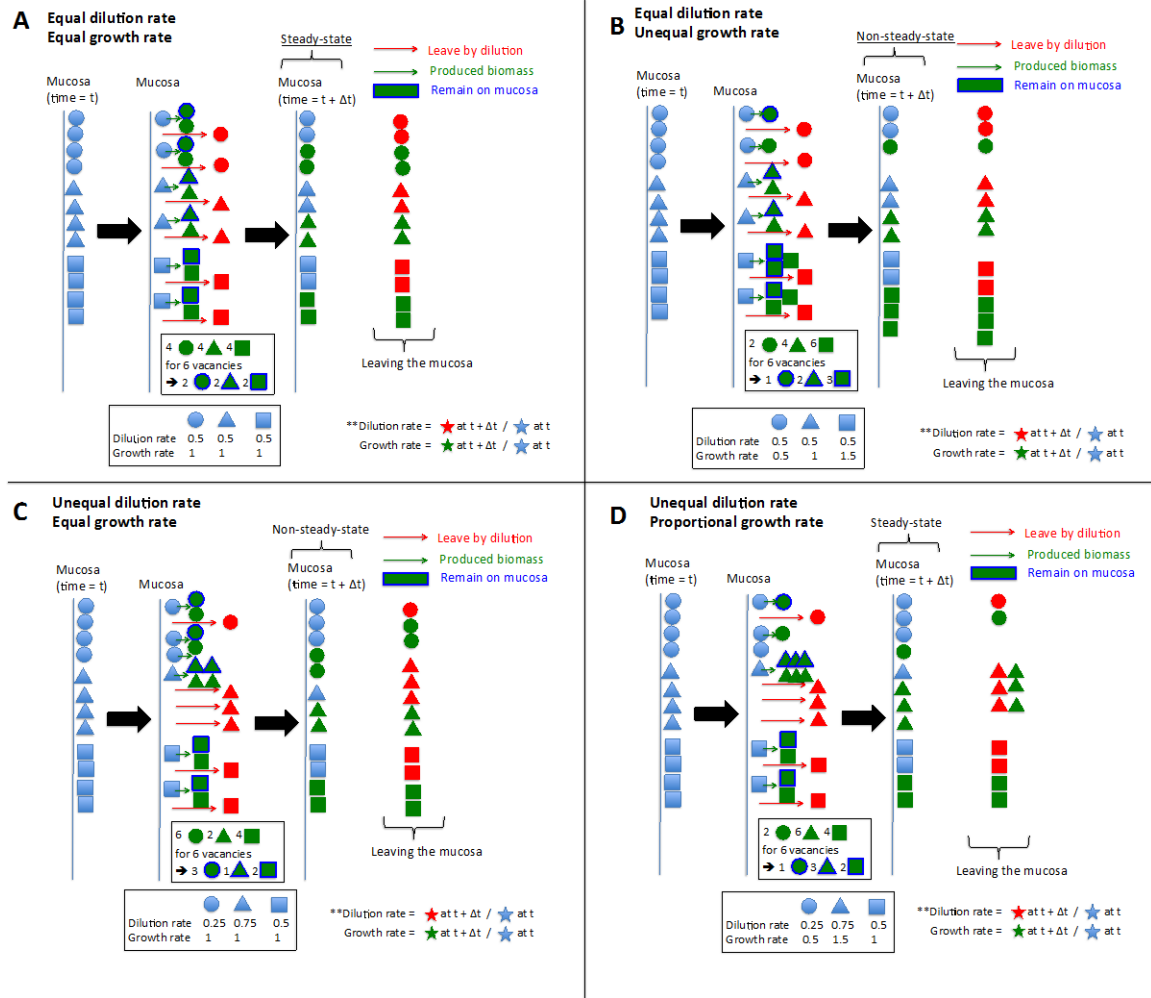 A
Equal dilution rate
Equal growth rate
Steady-state
Leave by dilution
Produced biomass
Remain on mucosa
Mucosa
(time = t)
Mucosa
Mucosa
(time = t + Δt)
4 4 4
for 6 vacancies
➔ 2 2 2
Leaving the mucosa
Dilution rate 0.5 0.5 0.5
Growth rate 1 1 1
**Dilution rate = at t + Δt / at t
Growth rate = at t + Δt / at t
B
Equal dilution rate
Unequal growth rate
Non-steady-state
Leave by dilution
Produced biomass
Remain on mucosa
Mucosa
(time = t)
Mucosa
Mucosa
(time = t + Δt)
2 4 6
for 6 vacancies
➔ 1 2 3
Leaving the mucosa
Dilution rate 0.5 0.5 0.5
Growth rate 0.5 1 1.5
**Dilution rate = at t + Δt / at t
Growth rate = at t + Δt / at t
C
Unequal dilution rate
Equal growth rate
Non-steady-state
Leave by dilution
Produced biomass
Remain on mucosa
Mucosa
(time = t)
Mucosa
Mucosa
(time = t + Δt)
6 2 4
for 6 vacancies
➔ 3 1 2
Leaving the mucosa
Dilution rate 0.25 0.75 0.5
Growth rate 1 1 1
**Dilution rate = at t + Δt / at t
Growth rate = at t + Δt / at t
D
Unequal dilution rate
Proportional growth rate
Steady-state
Leave by dilution
Produced biomass
Remain on mucosa
Mucosa
(time = t)
Mucosa
Mucosa
(time = t + Δt)
2 6 4
for 6 vacancies
➔ 1 3 2
Leaving the mucosa
Dilution rate 0.25 0.75 0.5
Growth rate 0.5 1.5 1
**Dilution rate = at t + Δt / at t
Growth rate = at t + Δt / at t